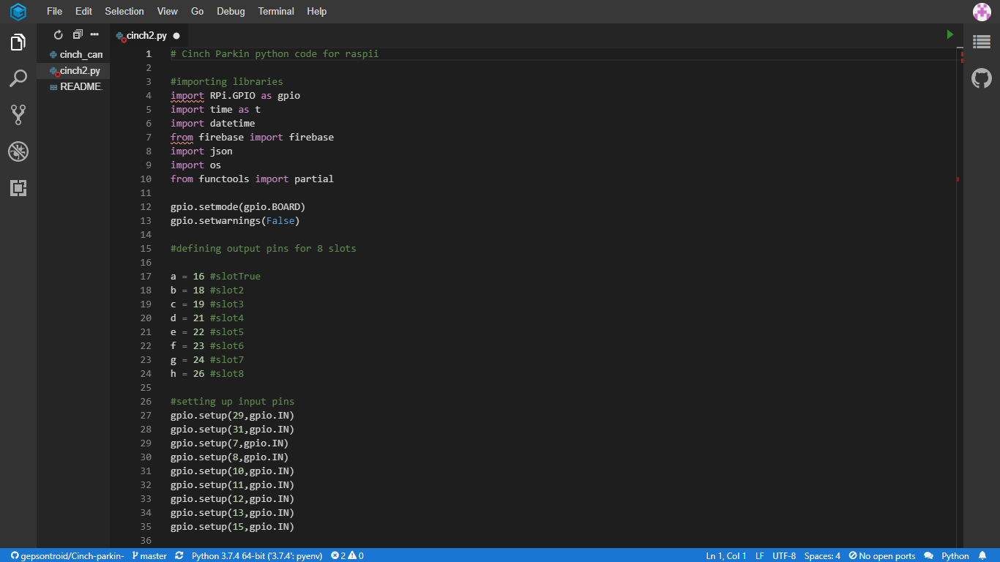 File Edit Selection View Go Debug Terminal Help
cinch2.py
cinch_can
cinch2.py
README.
1 # Cinch Parkin python code for raspii
2
3 #importing libraries
4 import RPi.GPIO as gpio
5 import time as t
6 import datetime
7 from firebase import firebase
8 import json
9 import os
10 from functools import partial
11
12 gpio.setmode(gpio.BOARD)
13 gpio.setwarnings(False)
14
15 #defining output pins for 8 slots
16
17 a = 16 #slotTrue
18 b = 18 #slot2
19 c = 19 #slot3
20 d = 21 #slot4
21 e = 22 #slot5
22 f = 23 #slot6
23 g = 24 #slot7
24 h = 26 #slot8
25
26 #setting up input pins
27 gpio.setup(29,gpio.IN)
28 gpio.setup(31,gpio.IN)
29 gpio.setup(7,gpio.IN)
30 gpio.setup(8,gpio.IN)
31 gpio.setup(10,gpio.IN)
32 gpio.setup(11,gpio.IN)
33 gpio.setup(12,gpio.IN)
34 gpio.setup(13,gpio.IN)
35 gpio.setup(15,gpio.IN)
36
gepsontroid/Cinch-parkin- master Python 3.7.4 64-bit ('3.7.4': pyenv) 2 0 Ln 1, Col 1 LF UTF-8 Spaces: 4 No open ports Python